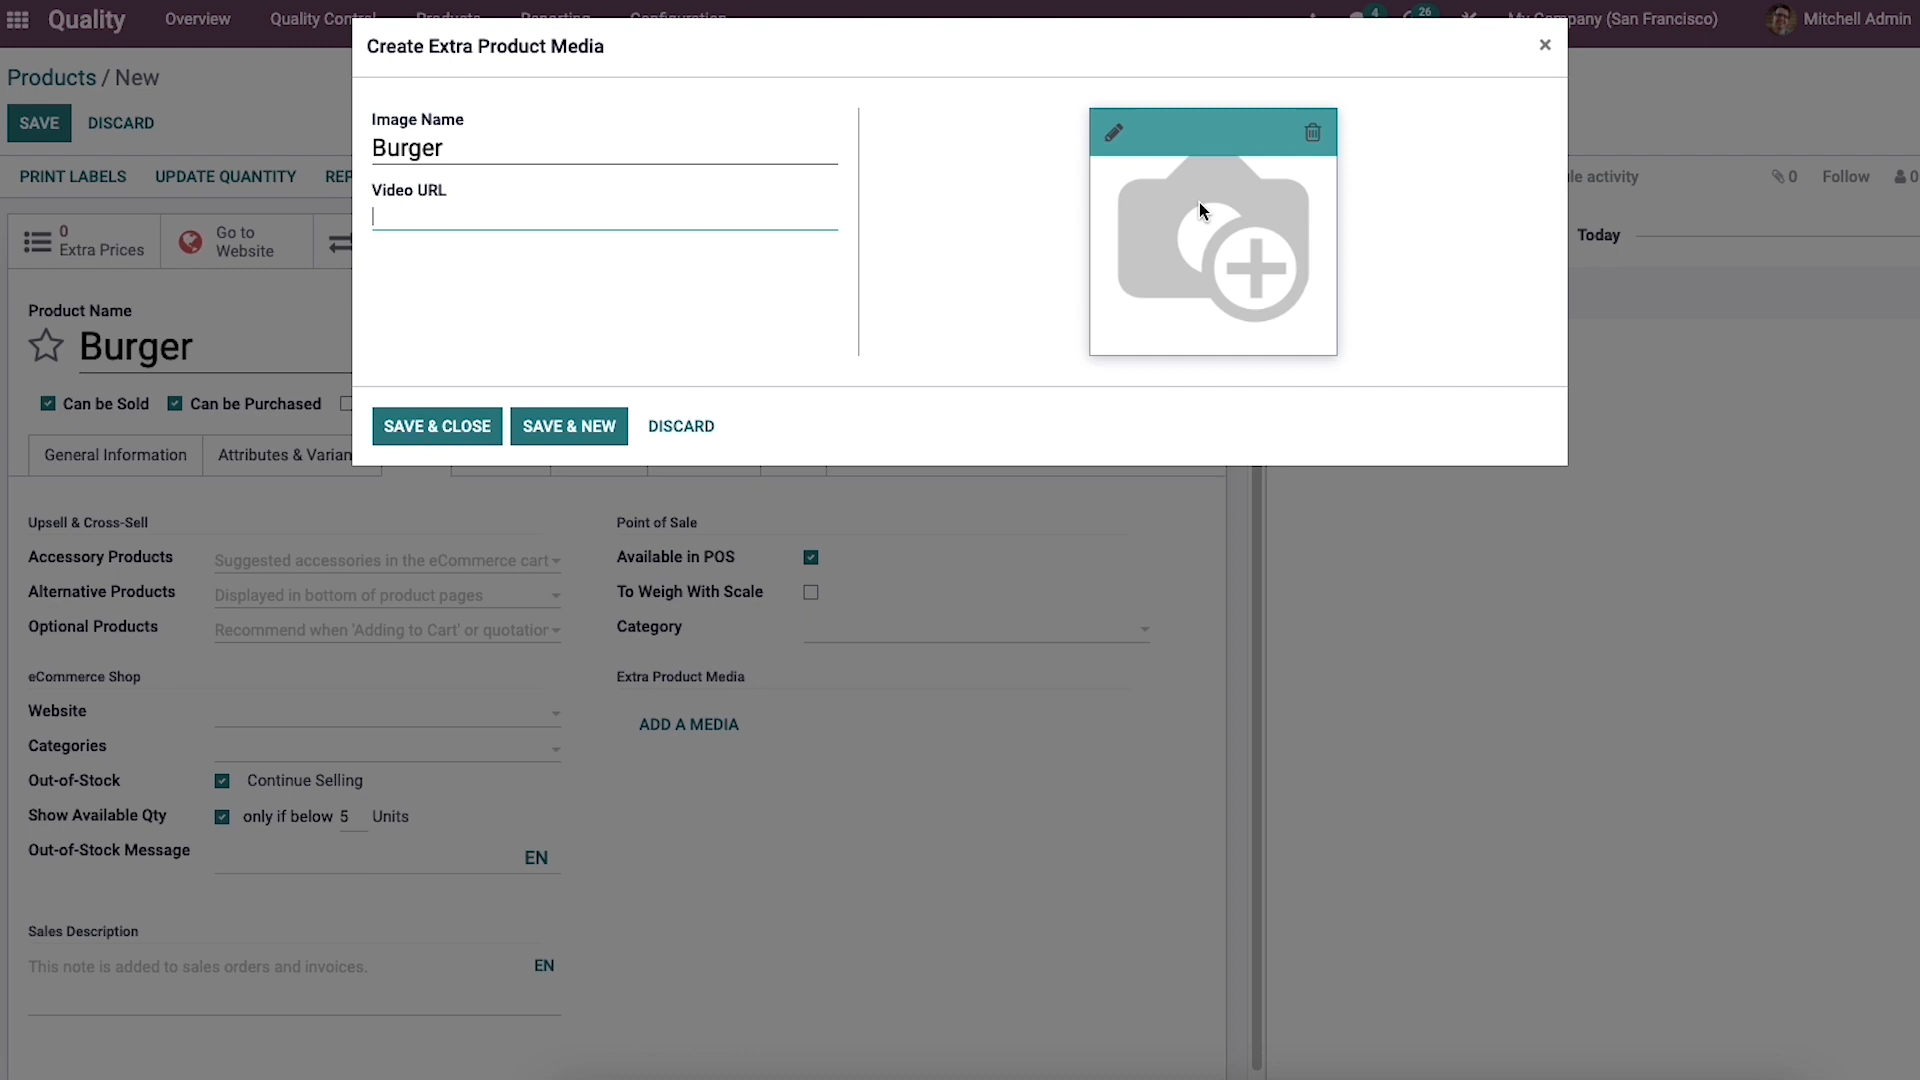 Quality
Overview
Quality Control
Products
Reporting
Configuration
4
26
My Company (San Francisco)
Mitchell Admin
Create Extra Product Media
×
Products / New
SAVE
DISCARD
Image Name
Burger
Video URL
PRINT LABELS
UPDATE QUANTITY
REP
le activity
0
Follow
0
0
Extra Prices
Go to
Website
Today
Product Name
Burger
Can be Sold
Can be Purchased
SAVE & CLOSE
SAVE & NEW
DISCARD
General Information
Attributes & Varian
Upsell & Cross-Sell
Point of Sale
Accessory Products
Suggested accessories in the eCommerce cart
Available in POS
Alternative Products
Displayed in bottom of product pages
To Weigh With Scale
Optional Products
Recommend when 'Adding to Cart' or quotation
Category
eCommerce Shop
Extra Product Media
Website
ADD A MEDIA
Categories
Out-of-Stock
Continue Selling
Show Available Qty
only if below 5 Units
Out-of-Stock Message
EN
Sales Description
This note is added to sales orders and invoices.
EN